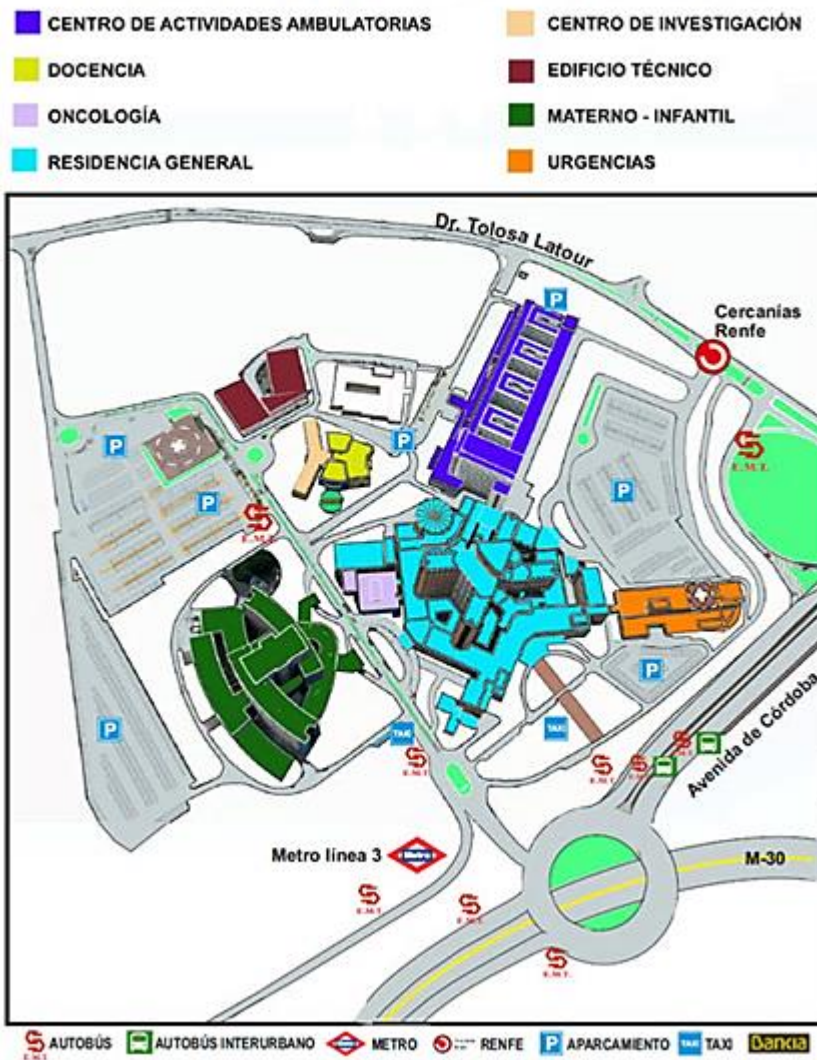 CENTRO DE ACTIVIDADES AMBULATORIAS
DOCENCIA
ONCOLOGÍA
RESIDENCIA GENERAL
CENTRO DE INVESTIGACIÓN
EDIFICIO TÉCNICO
MATERNO - INFANTIL
URGENCIAS
Dr. Tolosa Latour
P
Cercanías
Renfe
P
P
E.M.T.
P
P
E.M.T.
P
P
TAXI
TAXI
E.M.T.
E.M.T.
E.M.T.
E.M.T.
Avenida de Córdoba
Metro línea 3
Metro
M-30
E.M.T.
E.M.T.
E.M.T.
E.M.T. AUTOBÚS
AUTOBÚS INTERURBANO
METRO
RENFE
P APARCAMIENTO
TAXI TAXI
Bankia